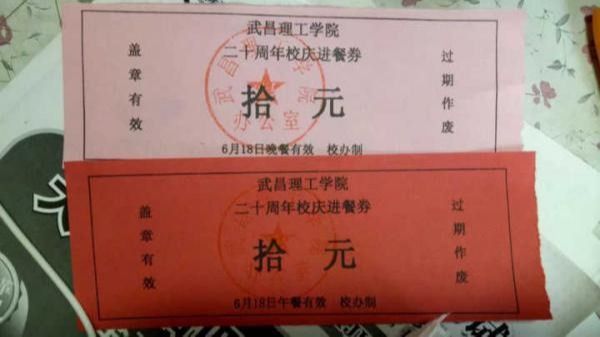 武昌理工学院
二十周年校庆进餐券
盖章有效
拾 元
过期作废
办公室
6月18日晚餐有效 校办制
武昌理工学院
二十周年校庆进餐券
盖章有效
拾 元
过期作废
6月18日午餐有效 校办制